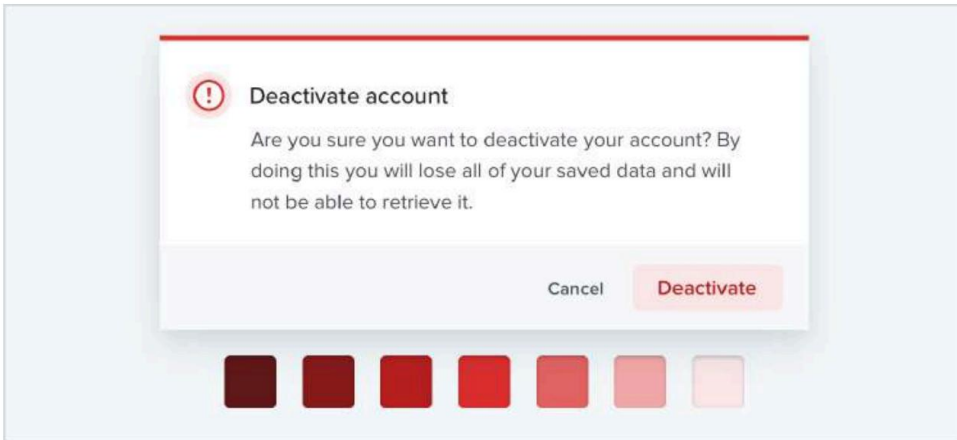 Deactivate account
Are you sure you want to deactivate your account? By
doing this you will lose all of your saved data and will
not be able to retrieve it.
Cancel
Deactivate